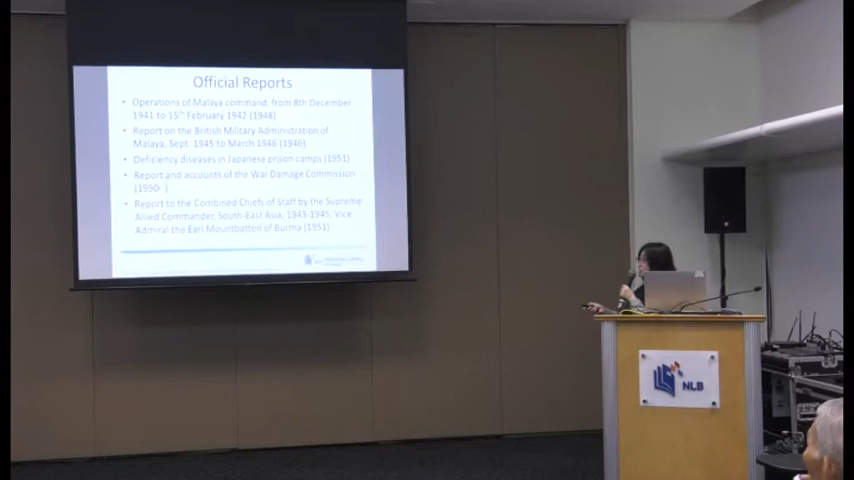 Official Reports
• Operations of Malaya command, from 8th December
1941 to 15th February 1942 (1948)
• Report on the British Military Administration of
Malaya, Sept. 1945 to March 1946 (1946)
• Deficiency diseases in Japanese prison camps (1951)
• Report and accounts of the War Damage Commission
(1950- )
• Report to the Combined Chiefs of Staff by the Supreme
Allied Commander, South-East Asia, 1943-1945, Vice
Admiral the Earl Mountbatten of Burma (1951)
NLB